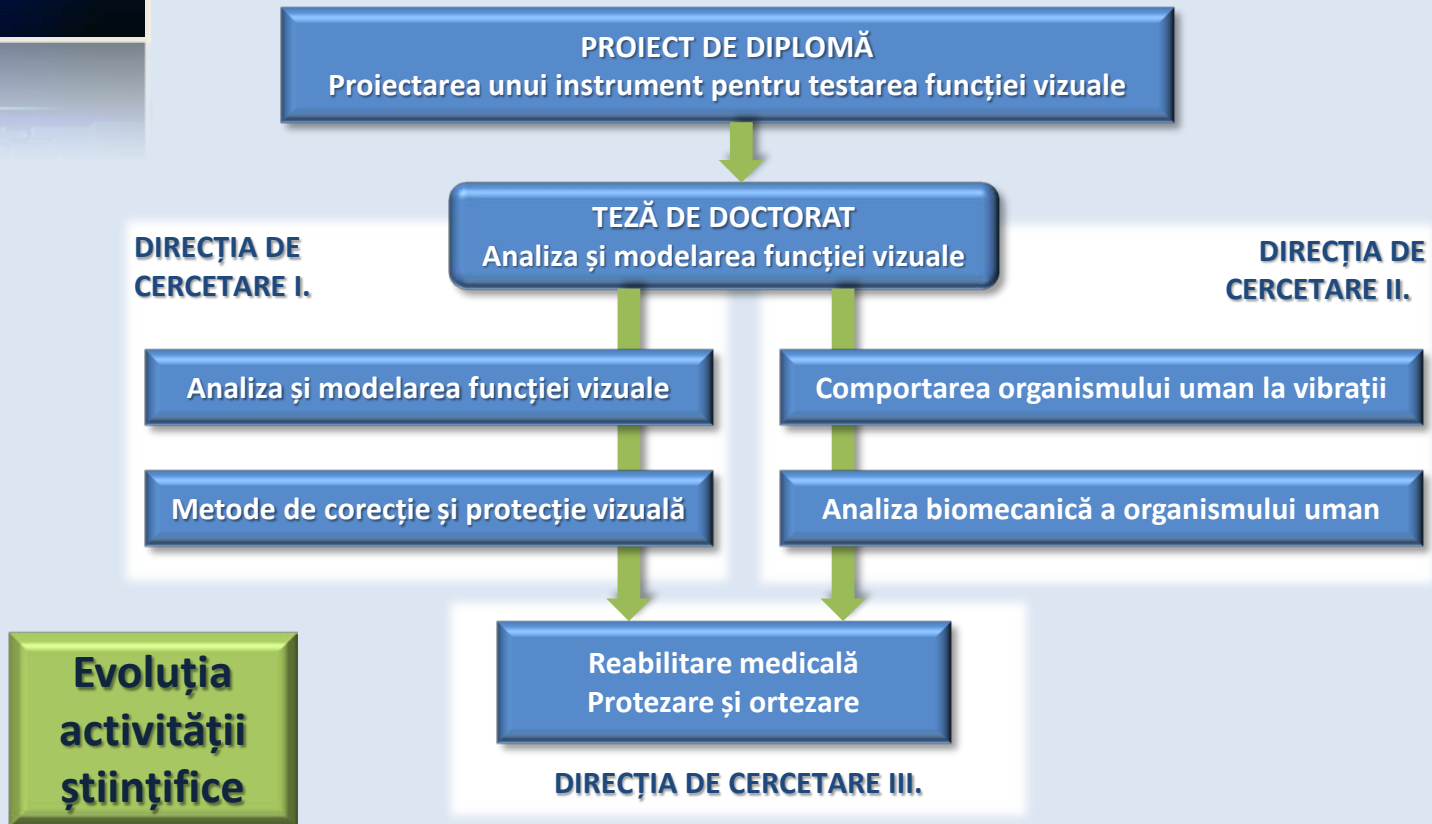 PROIECT DE DIPLOMĂ
Proiectarea unui instrument pentru testarea funcției vizuale
TEZĂ DE DOCTORAT
Analiza și modelarea funcției vizuale
DIRECȚIA DE
CERCETARE I.
DIRECȚIA DE
CERCETARE II.
Analiza și modelarea funcției vizuale
Comportarea organismului uman la vibrații
Metode de corecție și protecție vizuală
Analiza biomecanică a organismului uman
Reabilitare medicală
Protezare și ortezare
DIRECȚIA DE CERCETARE III.
Evoluția
activității
științifice